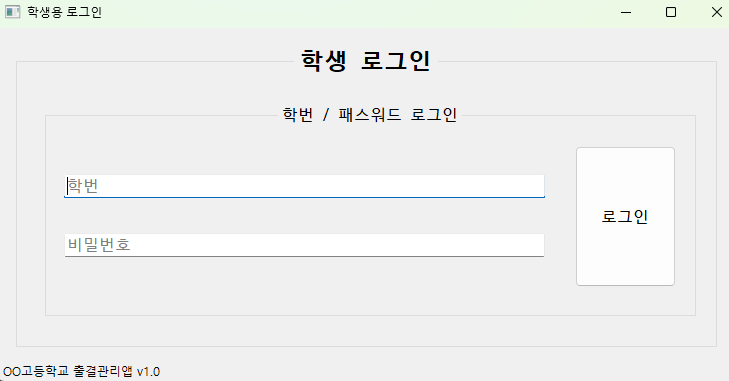 학생용 로그인
학생 로그인
학번 / 패스워드 로그인
학번
비밀번호
로그인
OO고등학교 출결관리앱 v1.0